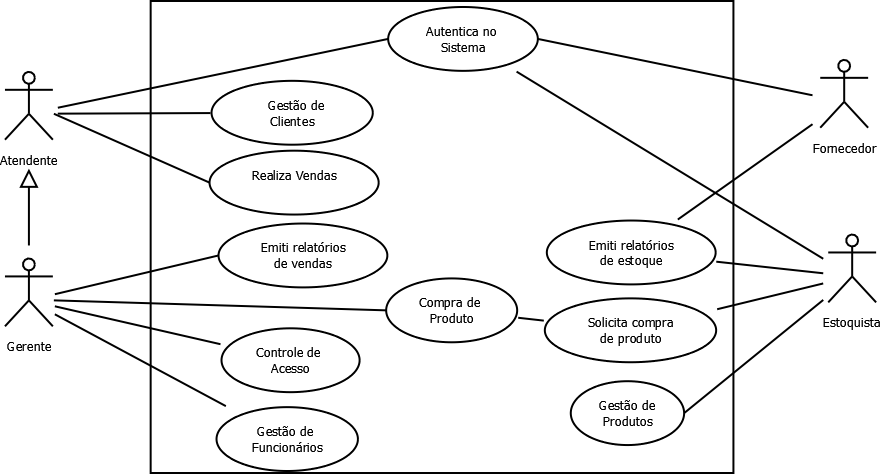 Autentica no
Sistema
Gestão de
Clientes
Atendente
Fornecedor
Realiza Vendas
Emiti relatórios
de vendas
Emiti relatórios
de estoque
Compra de
Produto
Solicita compra
de produto
Estoquista
Gerente
Controle de
Acesso
Gestão de
Produtos
Gestão de
Funcionários